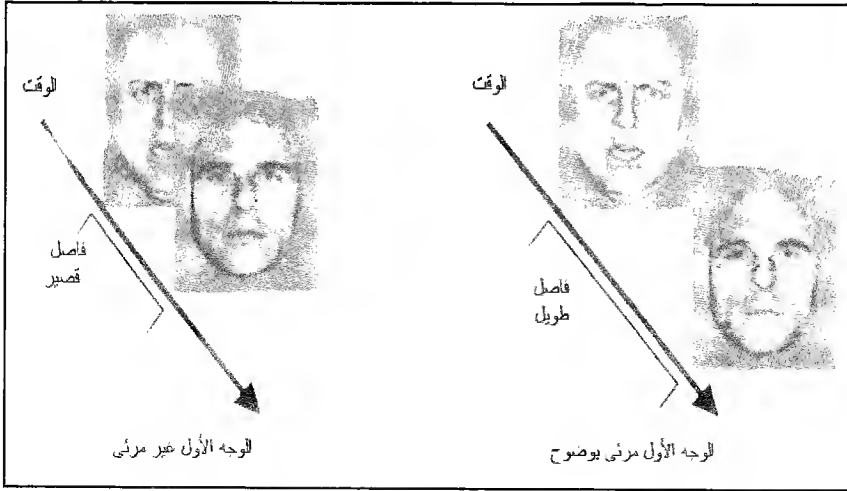 الوقت
فاصل
قصير
الوجه الأول غير مرئى
الوقت
فاصل
طويل
الوجه الأول مرئى بوضوح